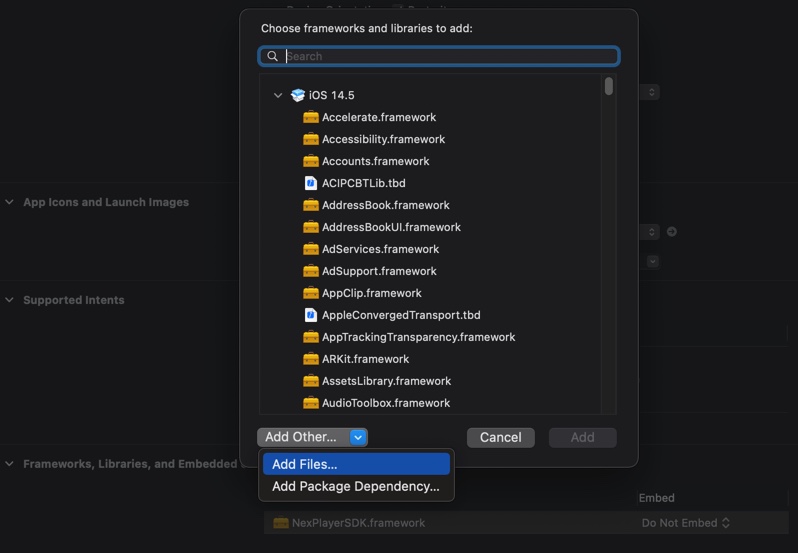 Choose frameworks and libraries to add:
Search
iOS 14.5
Accelerate.framework
Accessibility.framework
Accounts.framework
ACIPCBTLib.tbd
AddressBook.framework
App Icons and Launch Images
AddressBookUI.framework
AdServices.framework
AdSupport.framework
AppClip.framework
Supported Intents
AppleConvergedTransport.tbd
AppTrackingTransparency.framework
ARKit.framework
AssetsLibrary.framework
AudioToolbox.framework
Add Other...
Cancel
Add
Frameworks, Libraries, and Embedded
Add Files...
Add Package Dependency...
Embed
NexPlayerSDK.framework
Do Not Embed